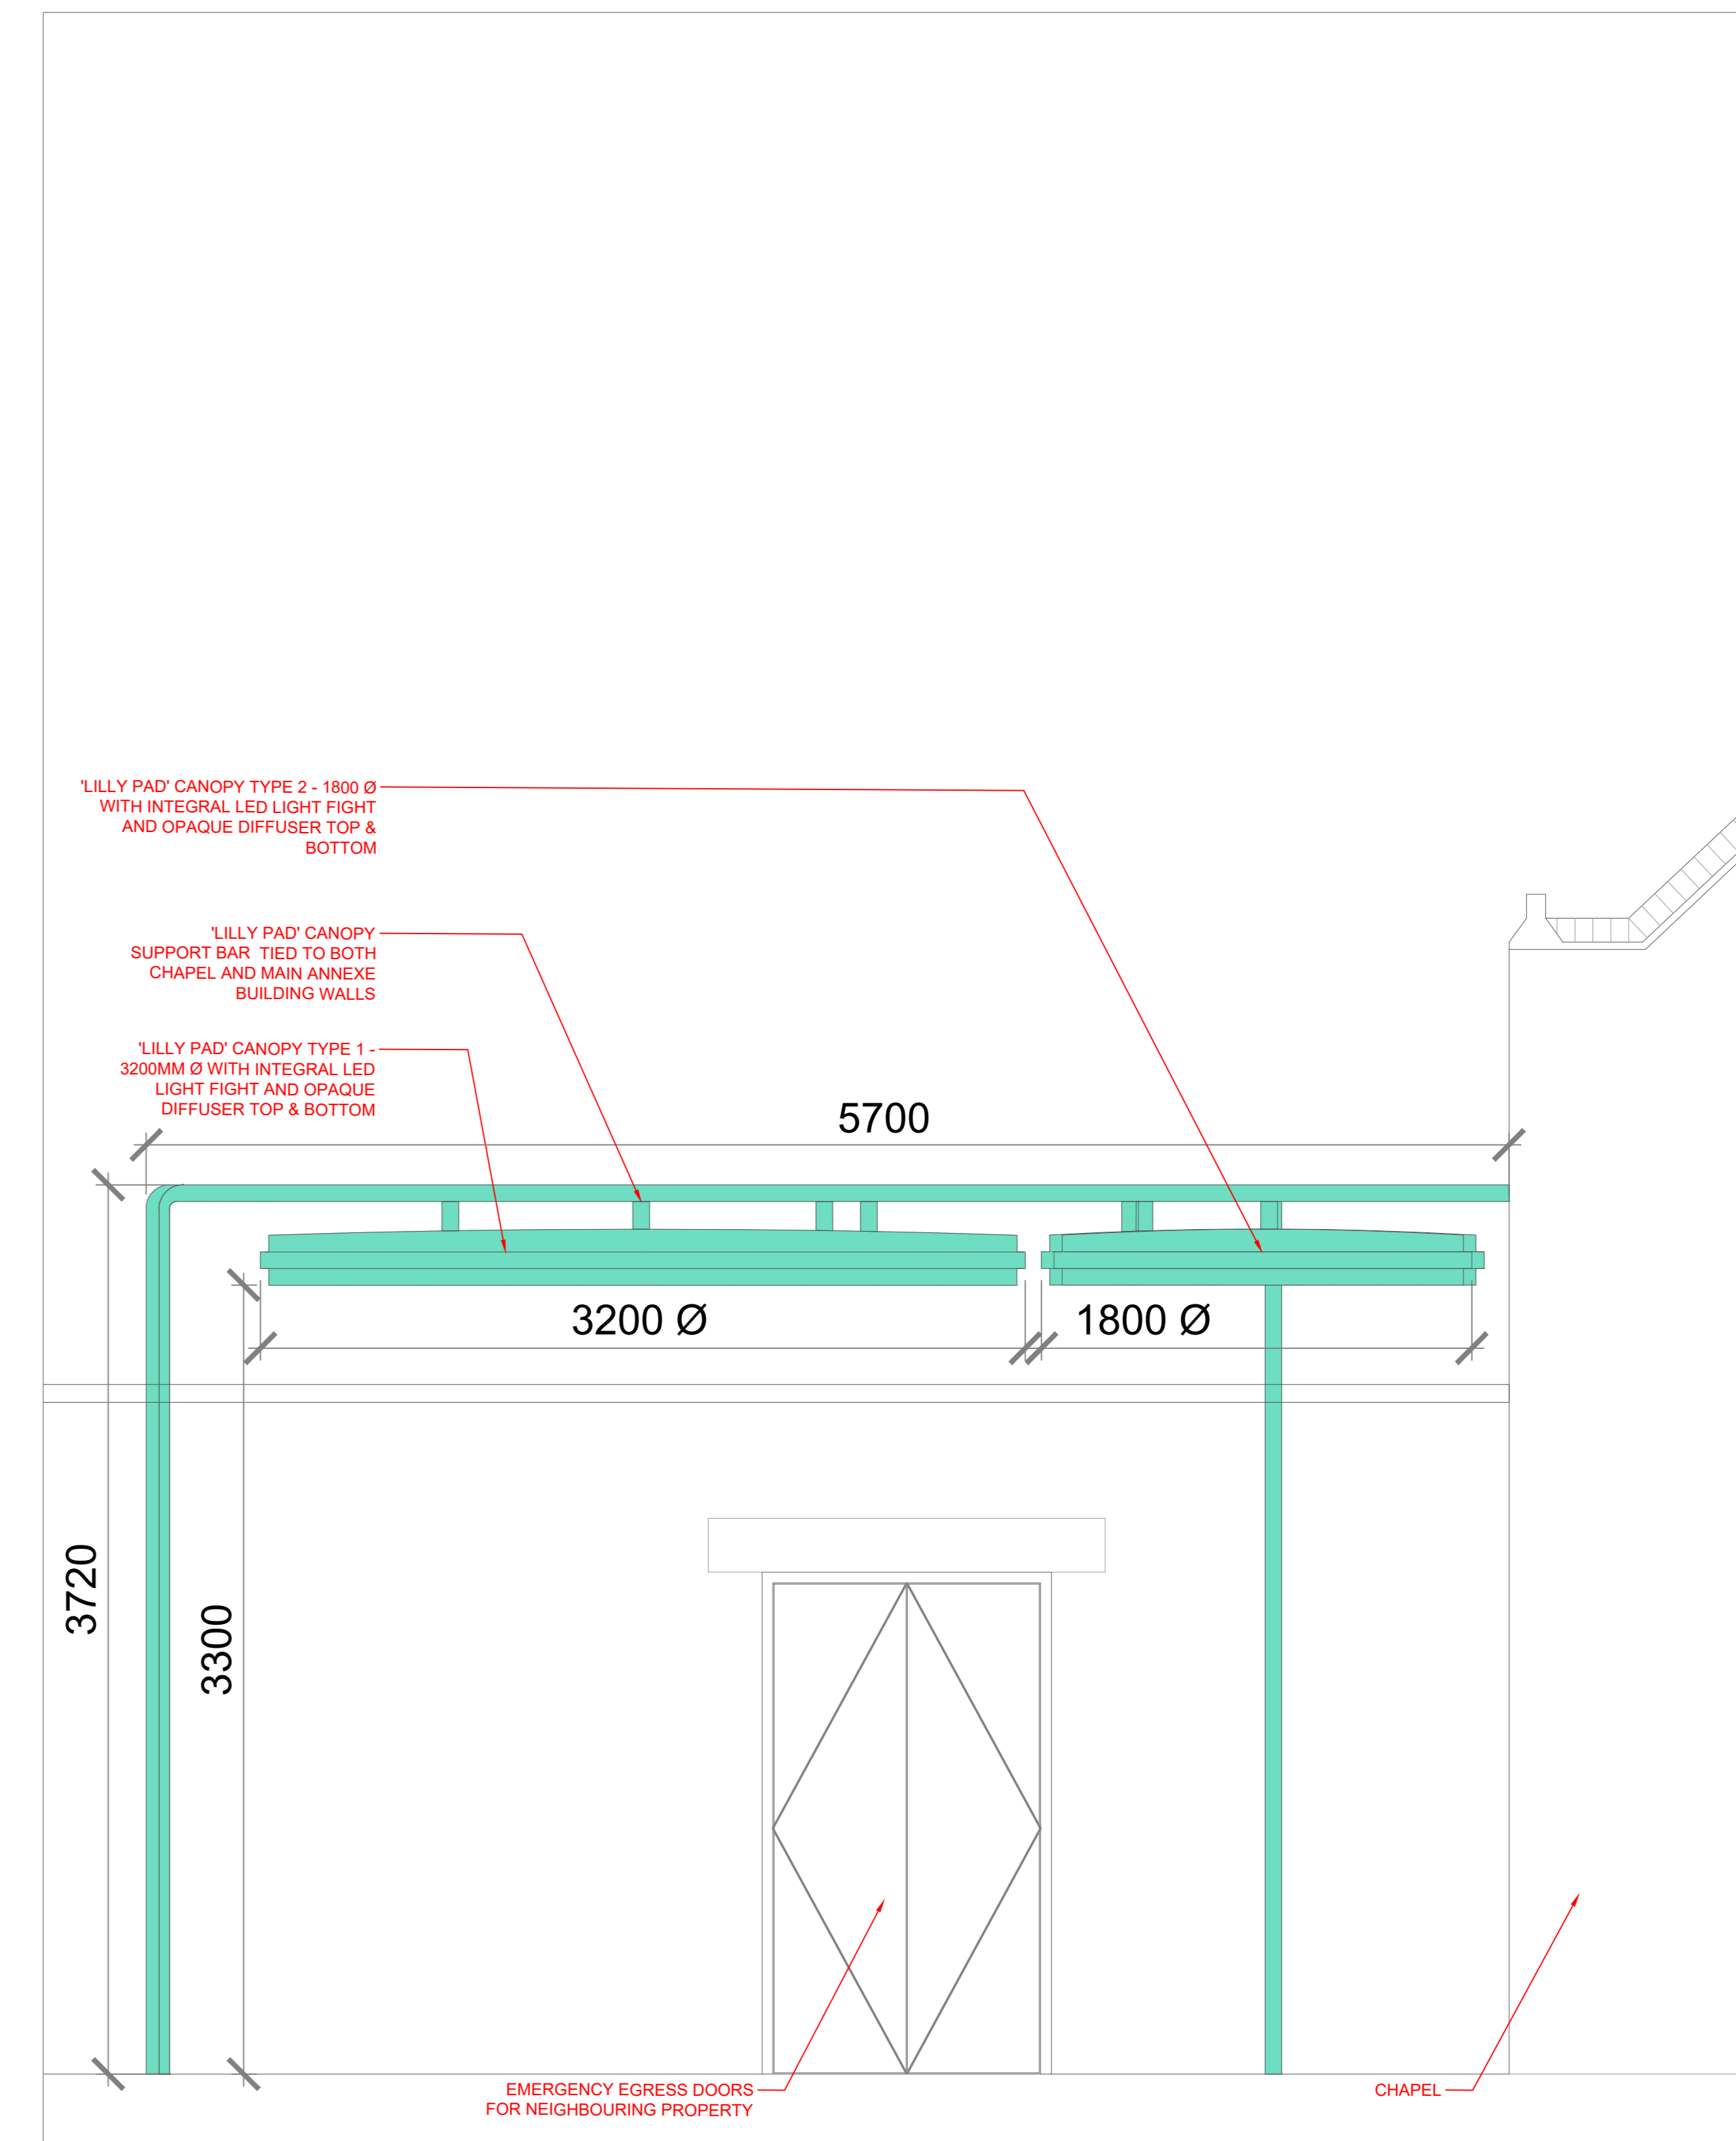 'LILLY PAD' CANOPY TYPE 2 - 1800 Ø
WITH INTEGRAL LED LIGHT FIGHT
AND OPAQUE DIFFUSER TOP &
BOTTOM
'LILLY PAD' CANOPY
SUPPORT BAR TIED TO BOTH
CHAPEL AND MAIN ANNEXE
BUILDING WALLS
'LILLY PAD' CANOPY TYPE 1 -
3200MM Ø WITH INTEGRAL LED
LIGHT FIGHT AND OPAQUE
DIFFUSER TOP & BOTTOM
5700
3200 Ø
1800 Ø
3720
3300
EMERGENCY EGRESS DOORS
FOR NEIGHBOURING PROPERTY
CHAPEL